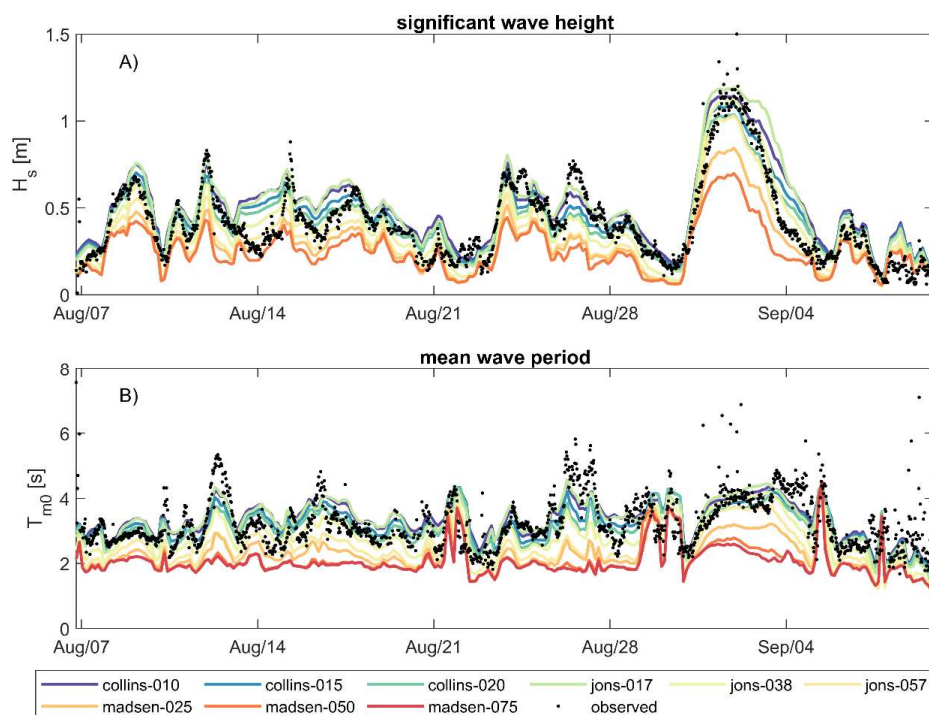 significant wave height
A)
1.5
1
0.5
0
H_s [m]
Aug/07 Aug/14 Aug/21 Aug/28 Sep/04
mean wave period
B)
8
6
4
2
0
T_m0 [s]
Aug/07 Aug/14 Aug/21 Aug/28 Sep/04
collins-010 collins-015 collins-020 jons-017 jons-038 jons-057
madsen-025 madsen-050 madsen-075 observed